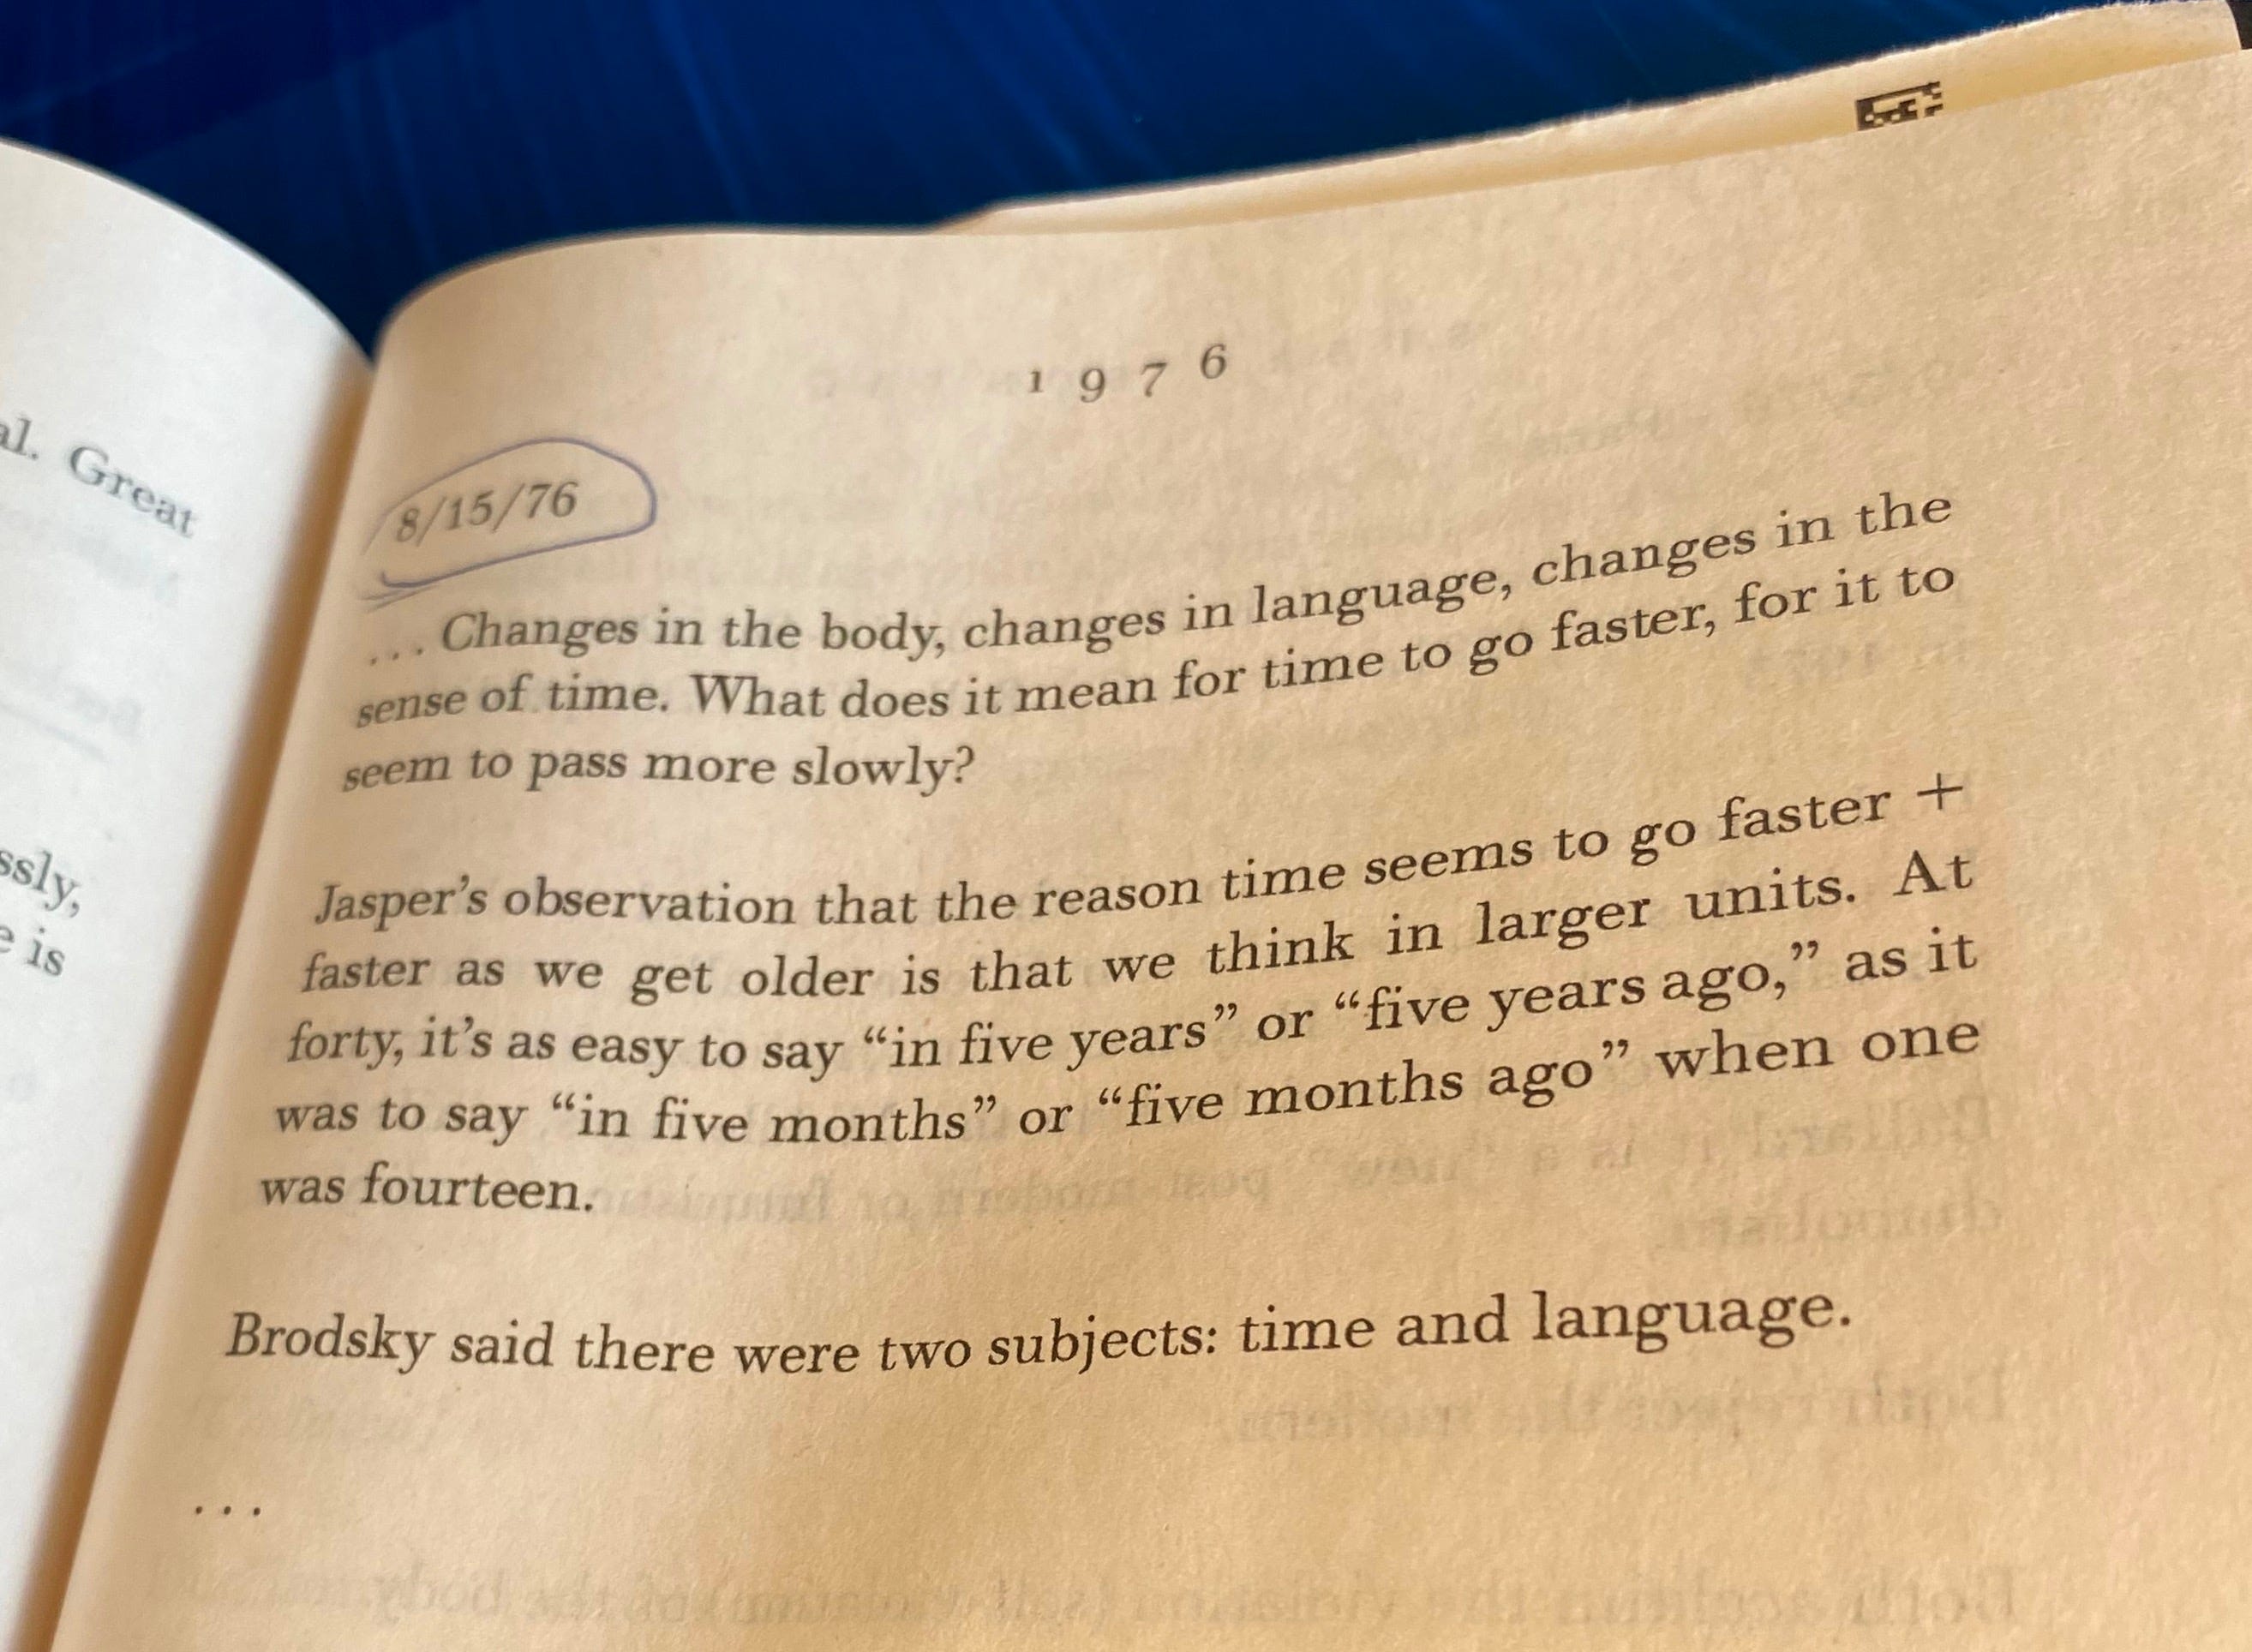 al. Great
ssly,
e is
1976
8/15/76
... Changes in the body, changes in language, changes in the
sense of time. What does it mean for time to go faster, for it to
seem to pass more slowly?
Jasper's observation that the reason time seems to go faster +
faster as we get older is that we think in larger units. At
forty, it's as easy to say “in five years” or “five years ago,” as it
was to say “in five months” or “five months ago” when one
was fourteen.
Brodsky said there were two subjects: time and language.
...